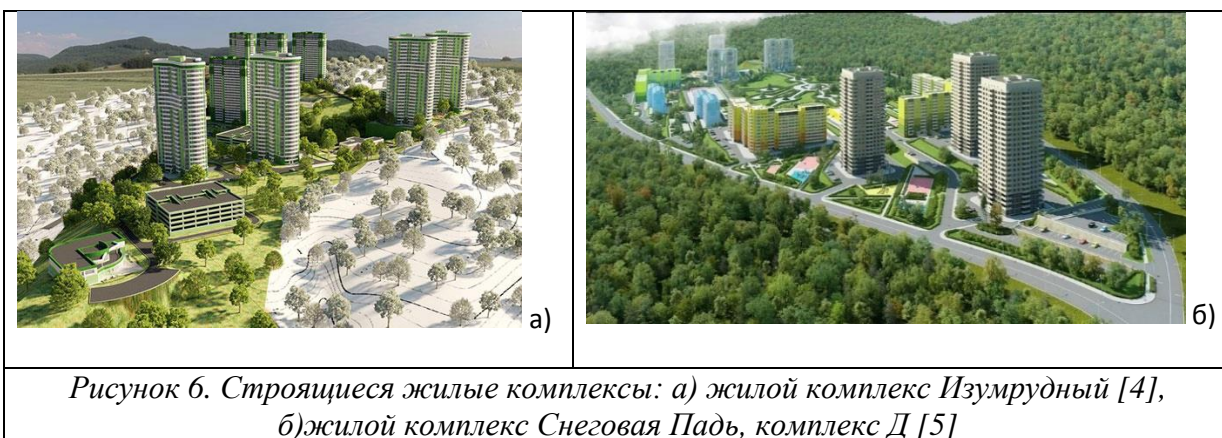 а)
б)
Рисунок 6. Строящиеся жилые комплексы: а) жилой комплекс Изумрудный [4],
б)жилой комплекс Снеговая Падь, комплекс Д [5]